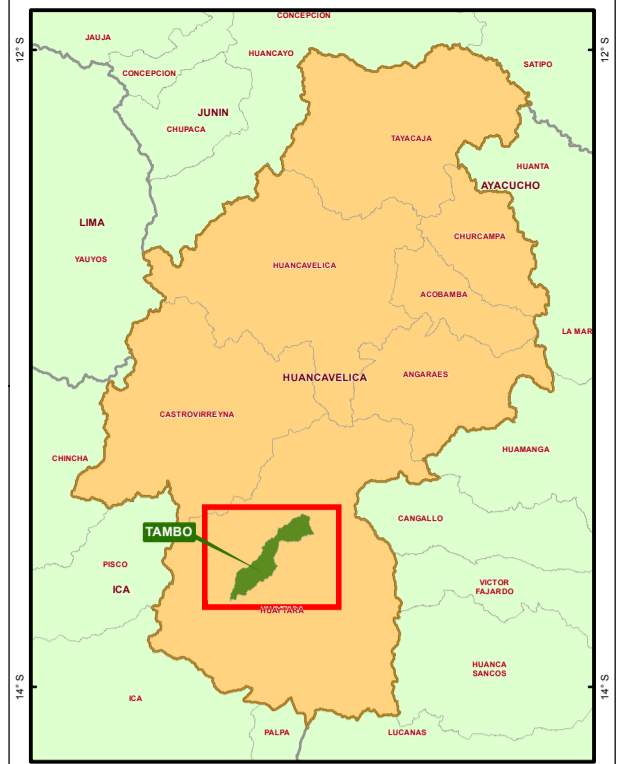 CONCEPCION
JAUJA
HUANCAYO
12° S
12° S
SATIPO
CONCEPCION
JUNIN
CHUPACA
TAYACAJA
HUANTA
AYACUCHO
LIMA
CHURCAMPA
YAUYOS
HUANCAVELICA
ACOBAMBA
LA MAR
HUANCAVELICA
ANGARAES
CASTROVIRREYNA
CHINCHA
HUAMANGA
CANGALLO
TAMBO
PISCO
ICA
VICTOR
FAJARDO
HUAYTARA
HUANCA
SANCOS
14° S
14° S
ICA
PALPA
LUCANAS